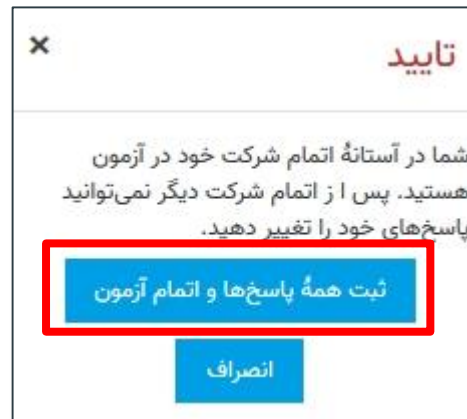 ×
تایید
شما در آستانهٔ اتمام شرکت خود در آزمون
هستید. پس ا ز اتمام شرکت دیگر نمی‌توانید
پاسخ‌های خود را تغییر دهید.
ثبت همهٔ پاسخ‌ها و اتمام آزمون
انصراف